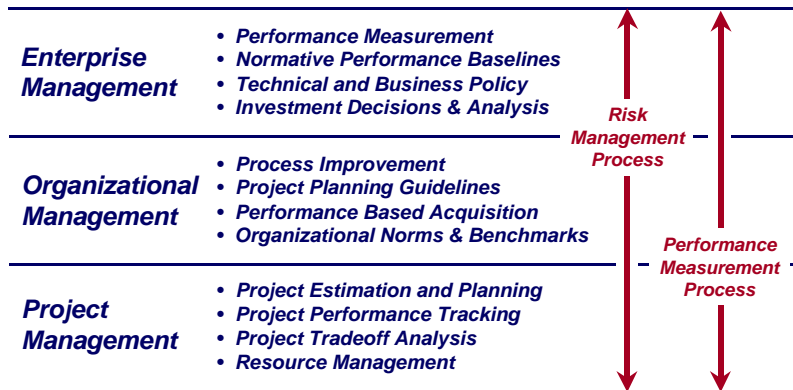 Enterprise
Management
• Performance Measurement
• Normative Performance Baselines
• Technical and Business Policy
• Investment Decisions & Analysis
Organizational
Management
• Process Improvement
• Project Planning Guidelines
• Performance Based Acquisition
• Organizational Norms & Benchmarks
Project
Management
• Project Estimation and Planning
• Project Performance Tracking
• Project Tradeoff Analysis
• Resource Management
Risk
Management
Process
Performance
Measurement
Process